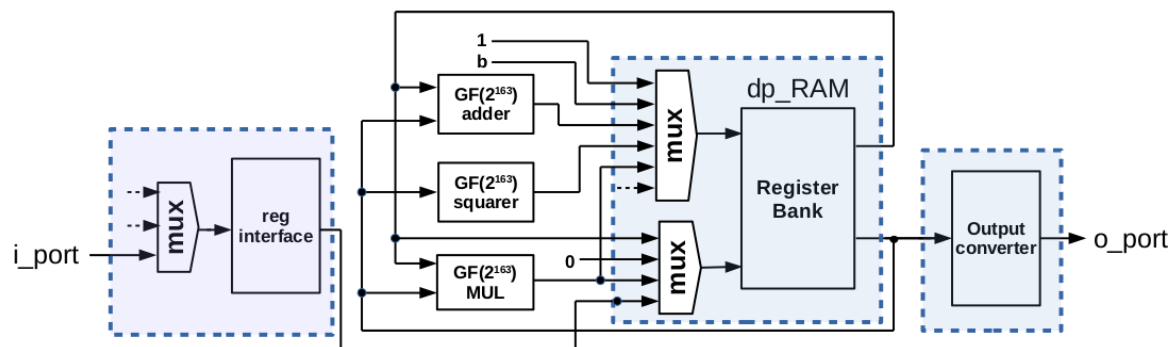 i_port
mux
reg
interface
1
b
GF(2¹⁶³)
adder
GF(2¹⁶³)
squarer
GF(2¹⁶³)
MUL
0
mux
mux
dp_RAM
Register
Bank
Output
converter
o_port